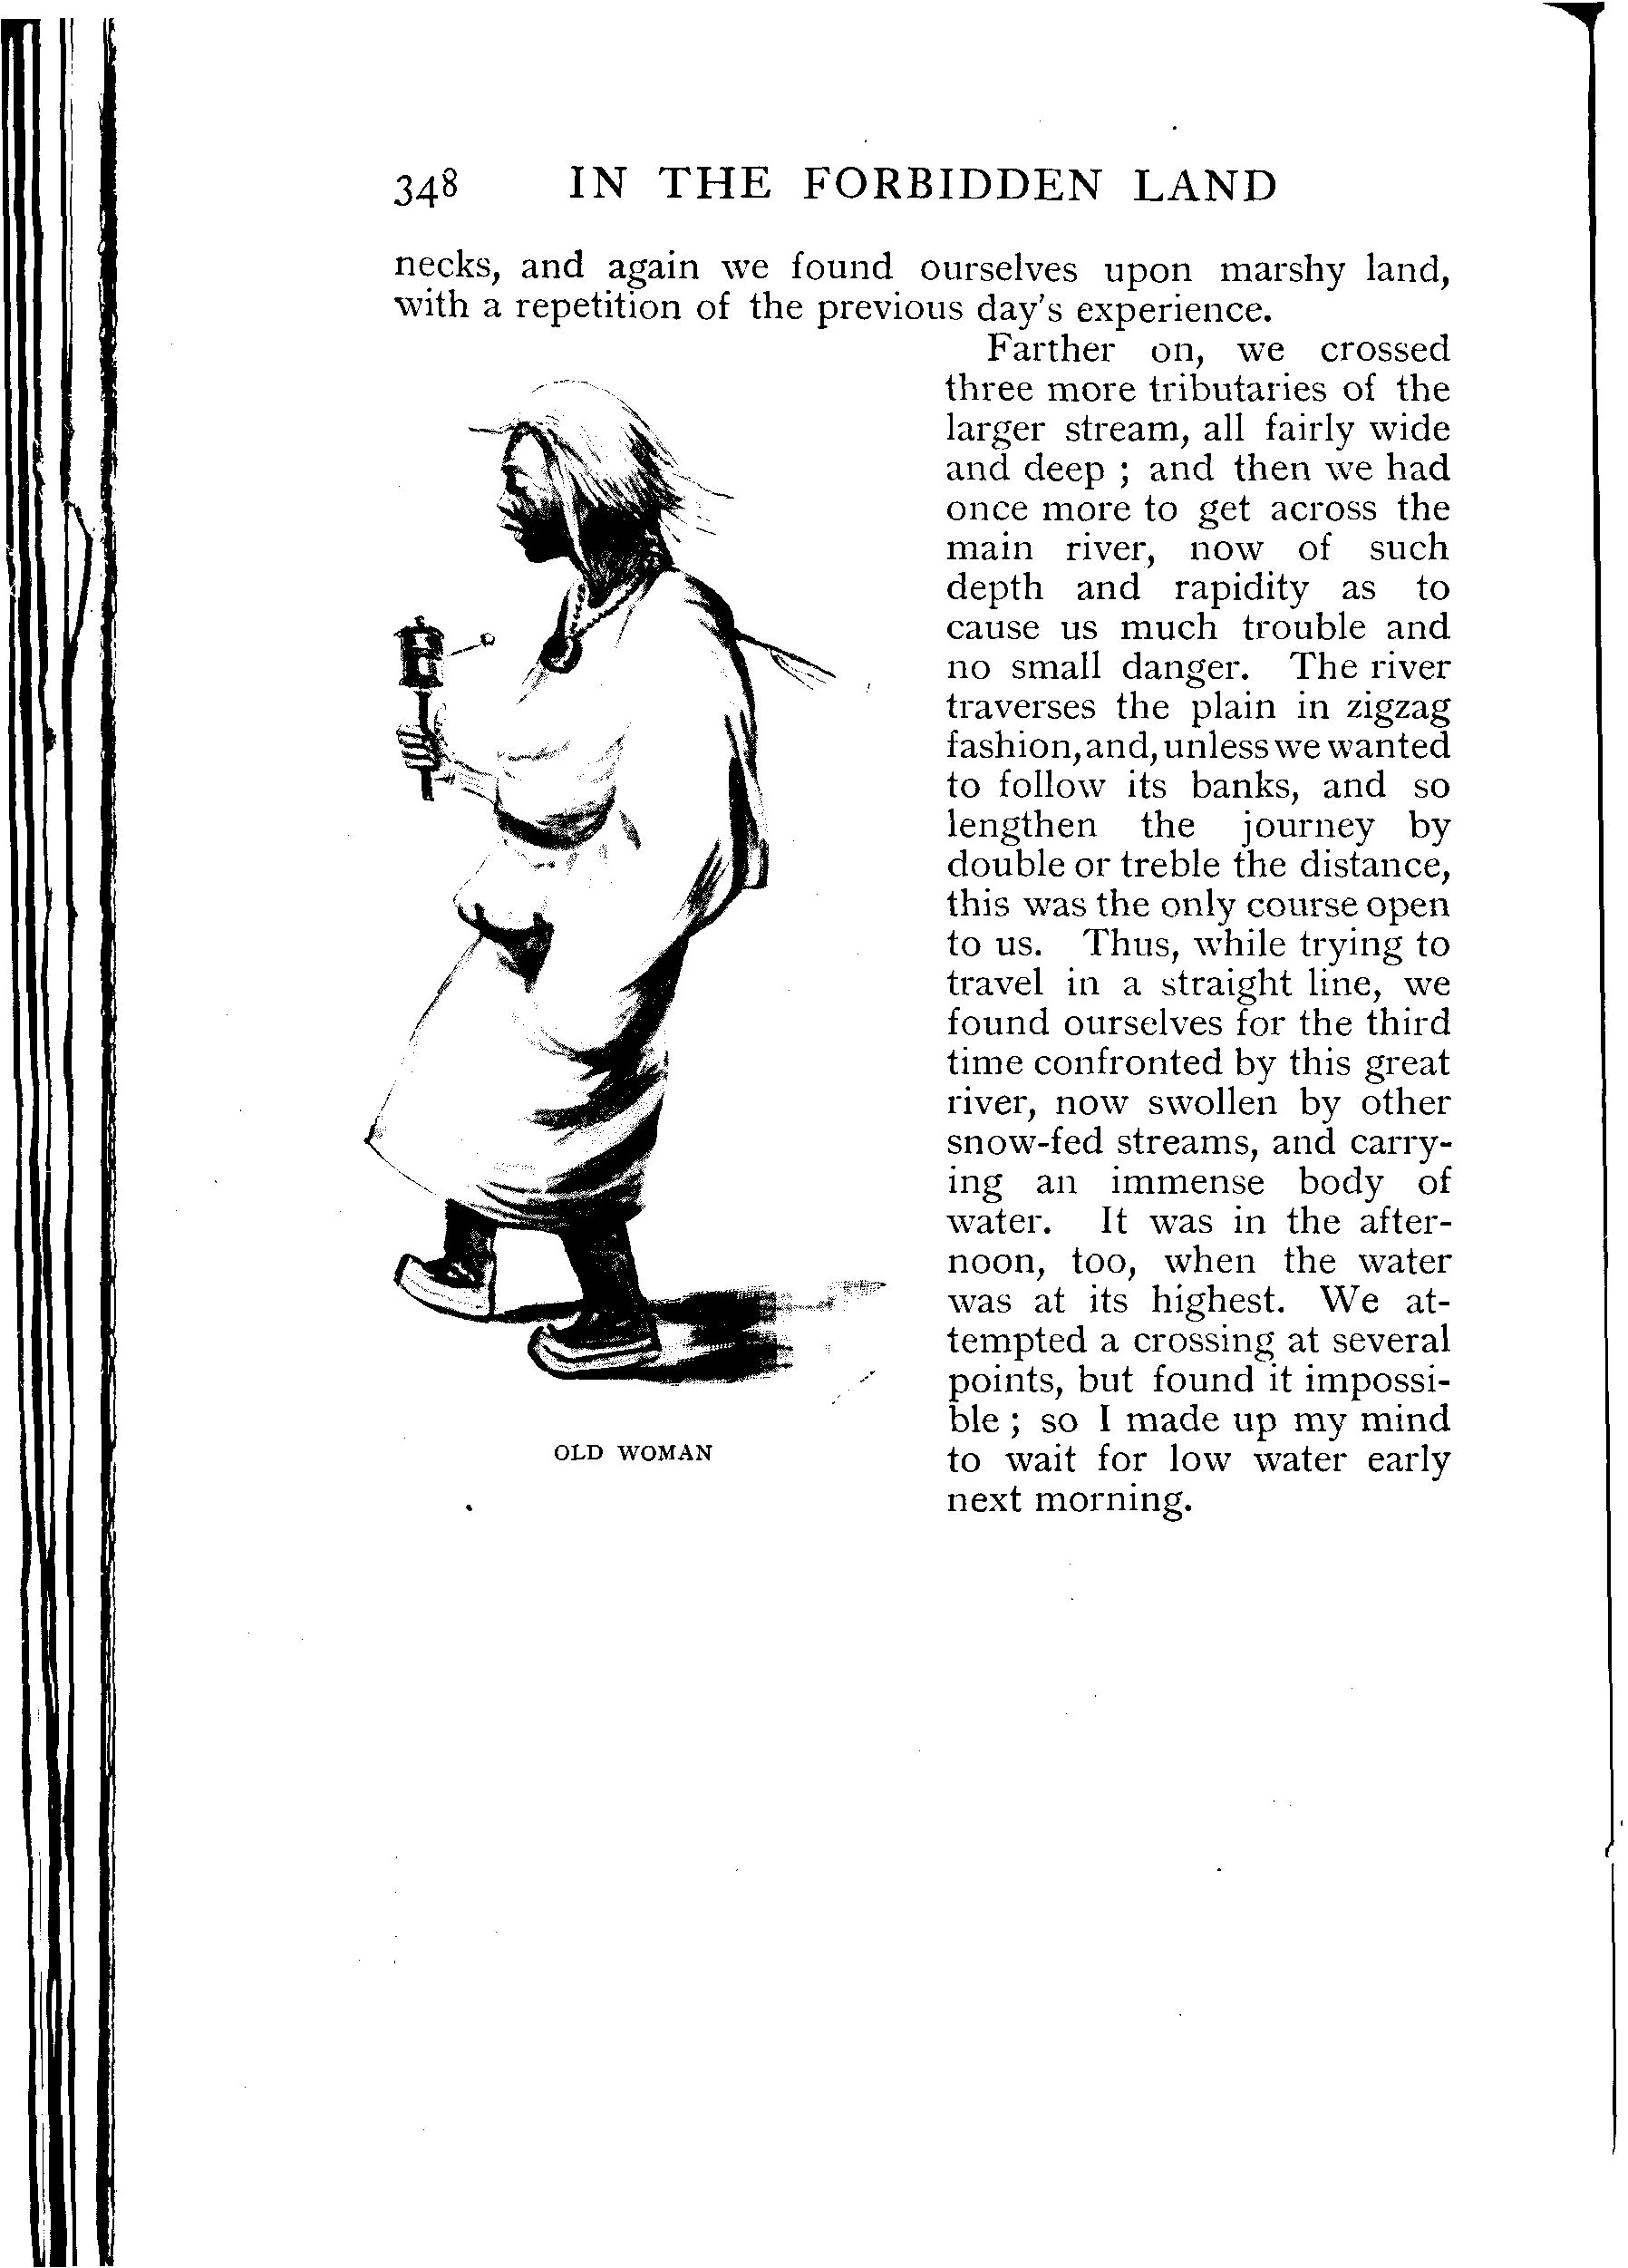 348 IN THE FORBIDDEN LAND
necks, and again we found ourselves upon marshy land,
with a repetition of the previous day's experience.
Farther on, we crossed
three more tributaries of the
larger stream, all fairly wide
and deep ; and then we had
once more to get across the
main river, now of such
depth and rapidity as to
cause us much trouble and
no small danger. The river
traverses the plain in zigzag
fashion, and, unless we wanted
to follow its banks, and so
lengthen the journey by
double or treble the distance,
this was the only course open
to us. Thus, while trying to
travel in a straight line, we
found ourselves for the third
time confronted by this great
river, now swollen by other
snow-fed streams, and carry-
ing an immense body of
water. It was in the after-
noon, too, when the water
was at its highest. We at-
tempted a crossing at several
points, but found it impossi-
ble ; so I made up my mind
to wait for low water early
next morning.
OLD WOMAN